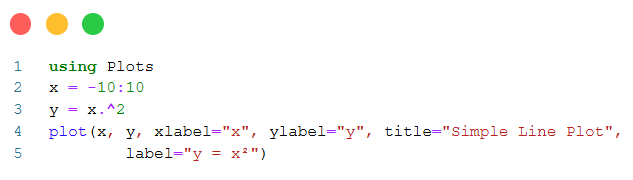 1 using Plots
2 x = -10:10
3 y = x.^2
4 plot(x, y, xlabel="x", ylabel="y", title="Simple Line Plot",
5 label="y = x²")